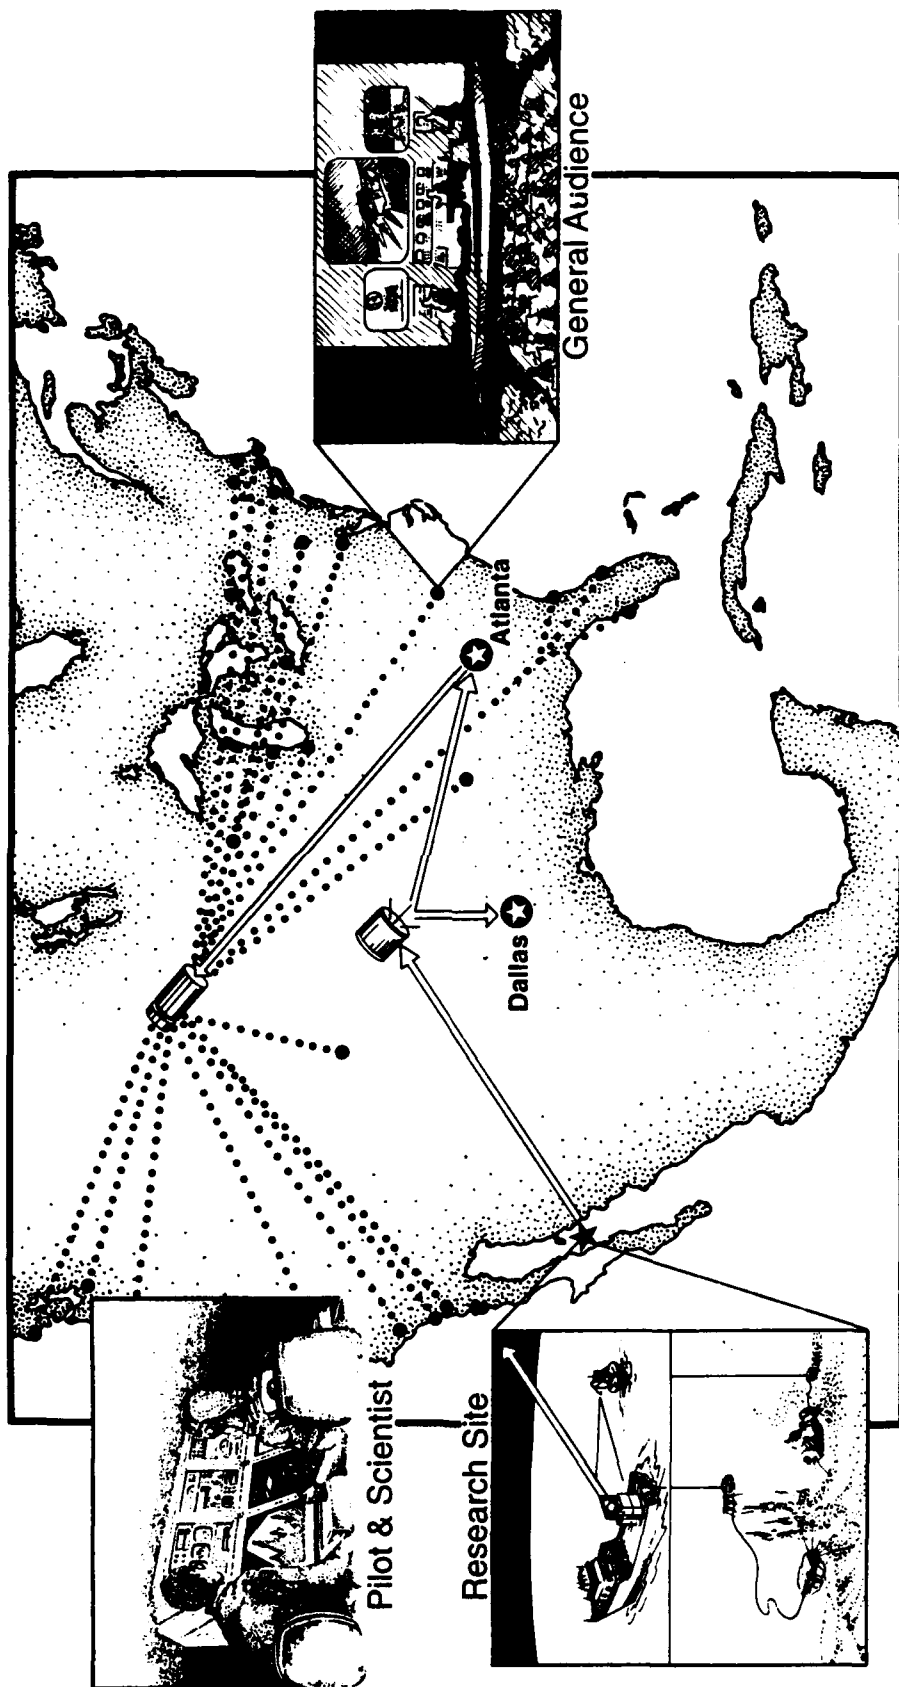 Pilot & Scientist
Research Site
Dallas
Atlanta
General Audience